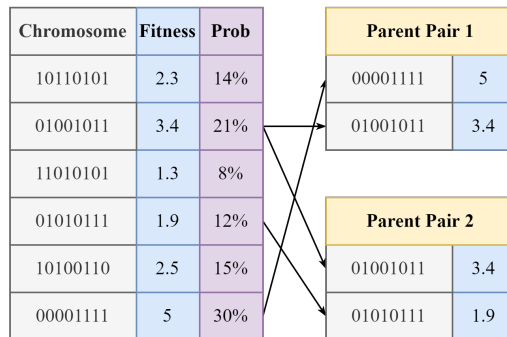 Chromosome Fitness Prob
10110101 2.3 14%
01001011 3.4 21%
11010101 1.3 8%
01010111 1.9 12%
10100110 2.5 15%
00001111 5 30%
Parent Pair 1
00001111 5
01001011 3.4
Parent Pair 2
01001011 3.4
01010111 1.9